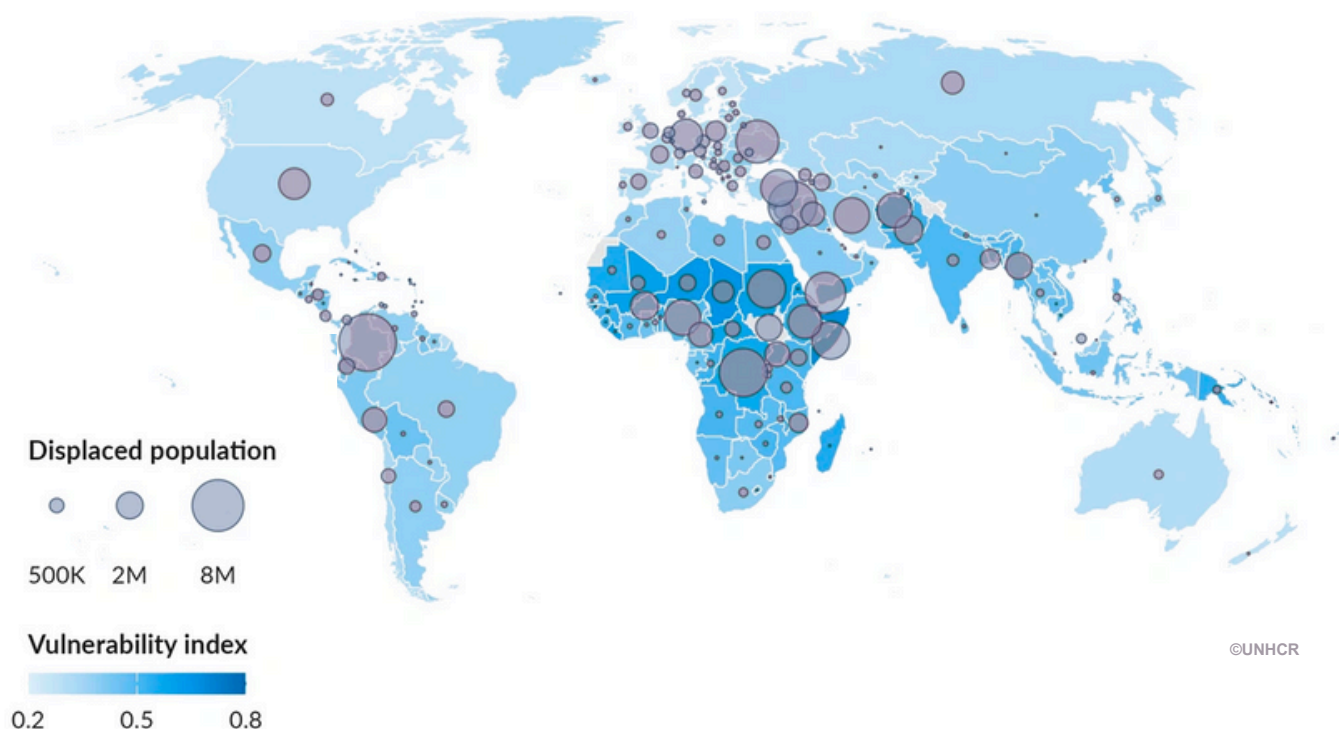 Displaced population
500K 2M 8M
Vulnerability index
0.2 0.5 0.8
©UNHCR